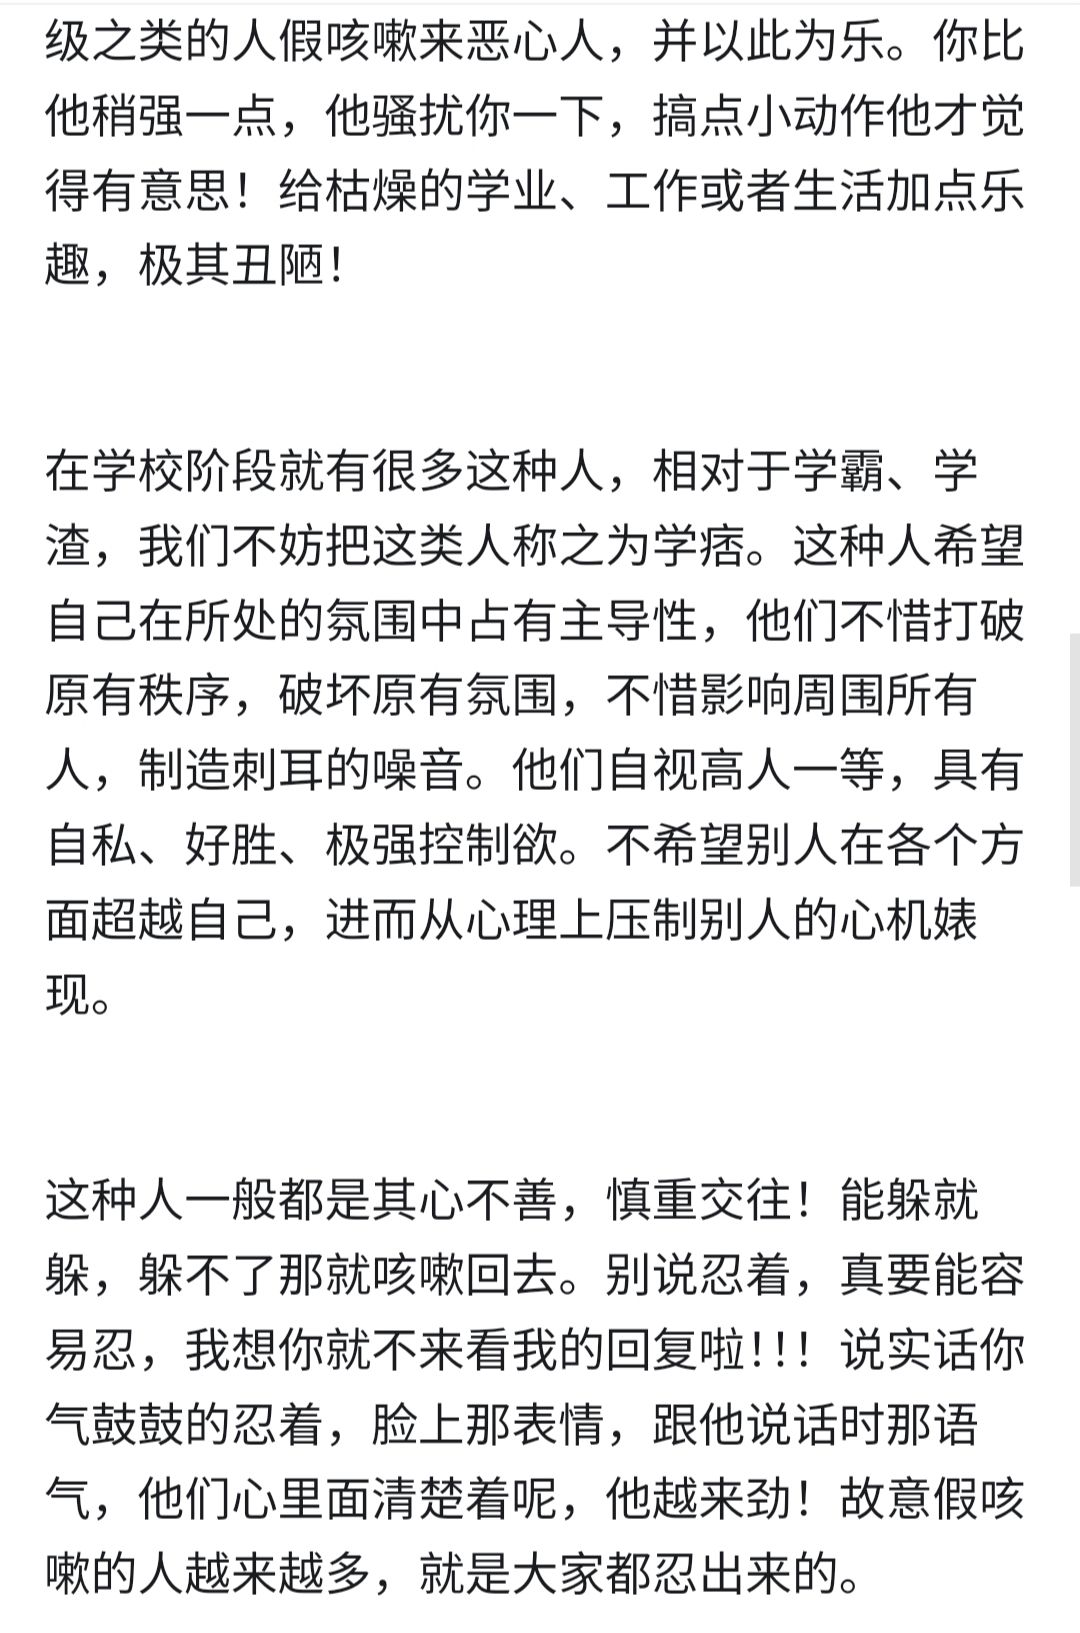 级之类的人假咳嗽来恶心人，并以此为乐。你比
他稍强一点，他骚扰你一下，搞点小动作他才觉
得有意思！给枯燥的学业、工作或者生活加点乐
趣，极其丑陋！
在学校阶段就有很多这种人，相对于学霸、学
渣，我们不妨把这类人称之为学痞。这种人希望
自己在所处的氛围中占有主导性，他们不惜打破
原有秩序，破坏原有氛围，不惜影响周围所有
人，制造刺耳的噪音。他们自视高人一等，具有
自私、好胜、极强控制欲。不希望别人在各个方
面超越自己，进而从心理上压制别人的心机婊
现。
这种人一般都是其心不善，慎重交往！能躲就
躲，躲不了那就咳嗽回去。别说忍着，真要能容
易忍，我想你就不来看我的回复啦！！！说实话你
气鼓鼓的忍着，脸上那表情，跟他说话时那语
气，他们心里面清楚着呢，他越来劲！故意假咳
嗽的人越来越多，就是大家都忍出来的。